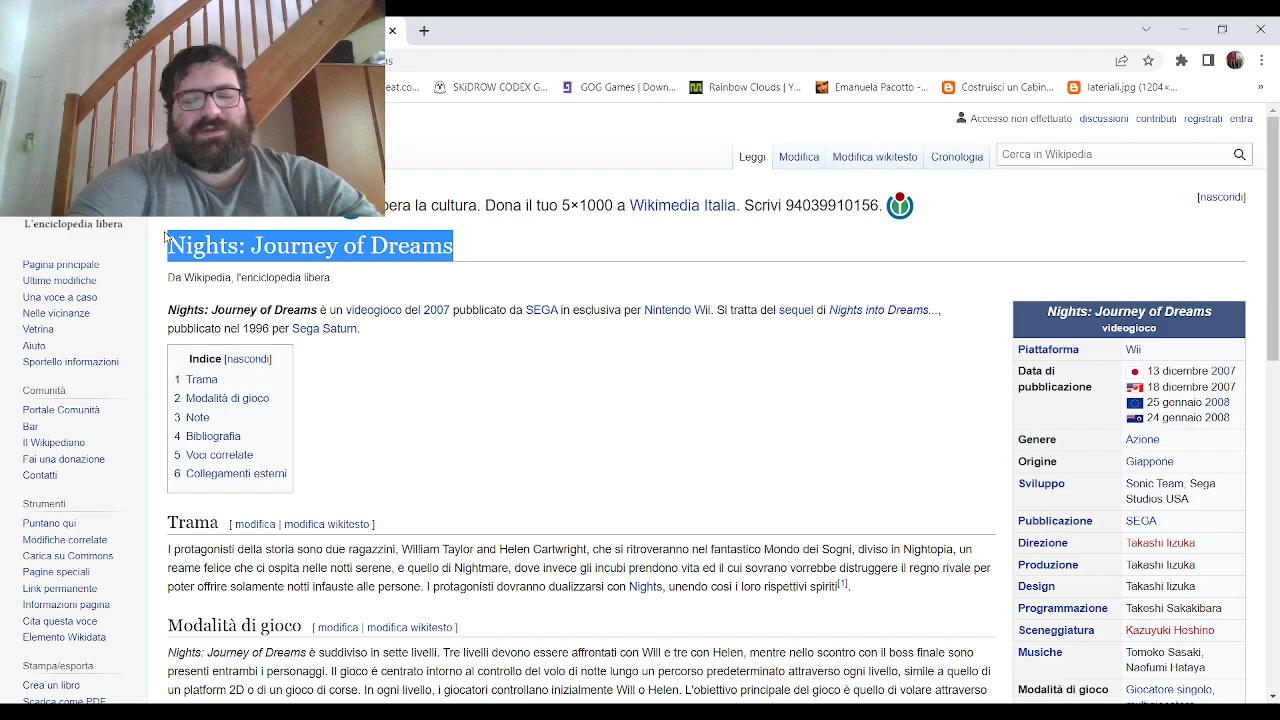 eat.co...
SKiDROW CODEX G...
GOG Games | Down...
Rainbow Clouds | Y...
Emanuela Pacotto -...
Costruisci un Cabin...
lateriali.jpg (1204×...
»
Accesso non effettuato discussioni contributi registrati entra
Leggi Modifica Modifica wikitesto Cronologia
Cerca in Wikipedia
pera la cultura. Dona il tuo 5×1000 a Wikimedia Italia. Scrivi 94039910156.
[nascondi]
L'enciclopedia libera
Pagina principale
Ultime modifiche
Una voce a caso
Nelle vicinanze
Vetrina
Aiuto
Sportello informazioni
Comunità
Portale Comunità
Bar
Il Wikipediano
Fai una donazione
Contatti
Strumenti
Puntano qui
Modifiche correlate
Carica su Commons
Pagine speciali
Link permanente
Informazioni pagina
Cita questa voce
Elemento Wikidata
Stampa/esporta
Crea un libro
Scarica come PDF
Nights: Journey of Dreams
Da Wikipedia, l'enciclopedia libera.
Nights: Journey of Dreams è un videogioco del 2007 pubblicato da SEGA in esclusiva per Nintendo Wii. Si tratta del sequel di Nights into Dreams...,
pubblicato nel 1996 per Sega Saturn.
Indice [nascondi]
1 Trama
2 Modalità di gioco
3 Note
4 Bibliografia
5 Voci correlate
6 Collegamenti esterni
Trama [ modifica | modifica wikitesto ]
I protagonisti della storia sono due ragazzini, William Taylor and Helen Cartwright, che si ritroveranno nel fantastico Mondo dei Sogni, diviso in Nightopia, un
reame felice che ci ospita nelle notti serene, e quello di Nightmare, dove invece gli incubi prendono vita ed il cui sovrano vorrebbe distruggere il regno rivale per
poter offrire solamente notti infauste alle persone. I protagonisti dovranno dualizzarsi con Nights, unendo così i loro rispettivi spiriti[1].
Modalità di gioco [ modifica | modifica wikitesto ]
Nights: Journey of Dreams è suddiviso in sette livelli. Tre livelli devono essere affrontati con Will e tre con Helen, mentre nello scontro con il boss finale sono
presenti entrambi i personaggi. Il gioco è centrato intorno al controllo del volo di notte lungo un percorso predeterminato attraverso ogni livello, simile a quello di
un platform 2D o di un gioco di corse. In ogni livello, i giocatori controllano inizialmente Will o Helen. L'obiettivo principale del gioco è quello di volare attraverso
Nights: Journey of Dreams
videogioco
Piattaforma Wii
Data di pubblicazione 13 dicembre 2007
18 dicembre 2007
25 gennaio 2008
24 gennaio 2008
Genere Azione
Origine Giappone
Sviluppo Sonic Team, Sega
Studios USA
Pubblicazione SEGA
Direzione Takashi Iizuka
Produzione Takashi Iizuka
Design Takashi Iizuka
Programmazione Takeshi Sakakibara
Sceneggiatura Kazuyuki Hoshino
Musiche Tomoko Sasaki,
Naofumi Hataya
Modalità di gioco Giocatore singolo,
multigiocatore